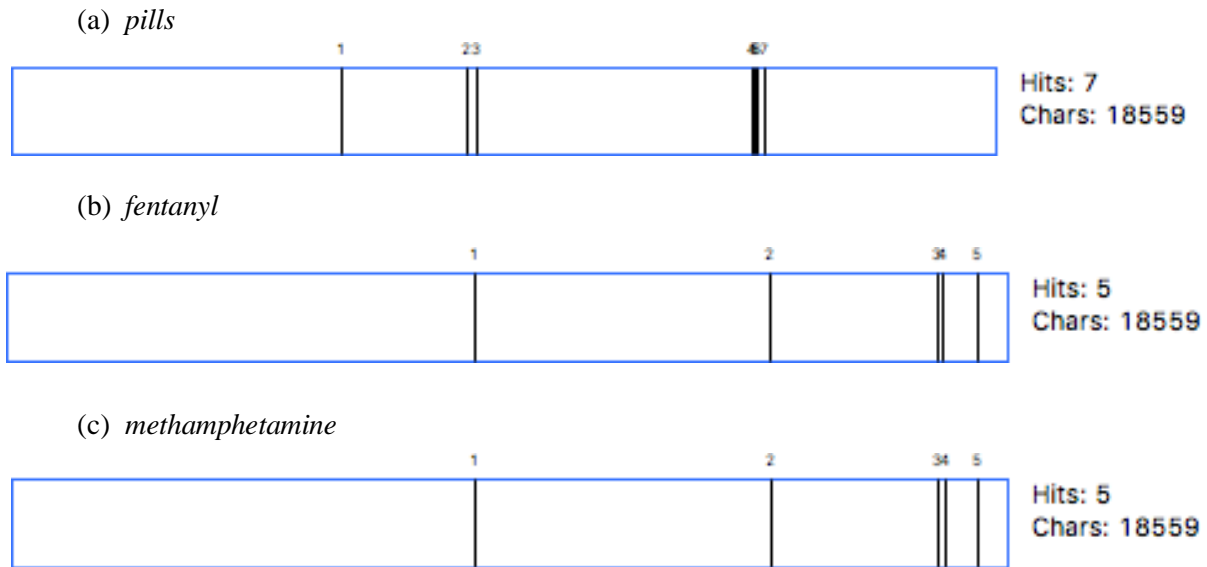 (a) pills
1 23 7
Hits: 7
Chars: 18559
(b) fentanyl
1 2 34 5
Hits: 5
Chars: 18559
(c) methamphetamine
1 2 34 5
Hits: 5
Chars: 18559